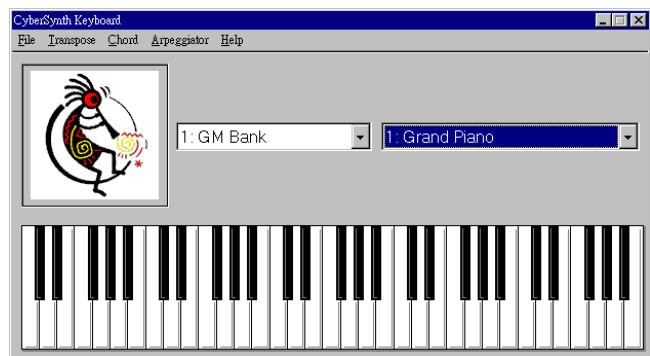 CyberSynth Keyboard
File Transpose Chord Arpeggiator Help
1: GM Bank 1: Grand Piano